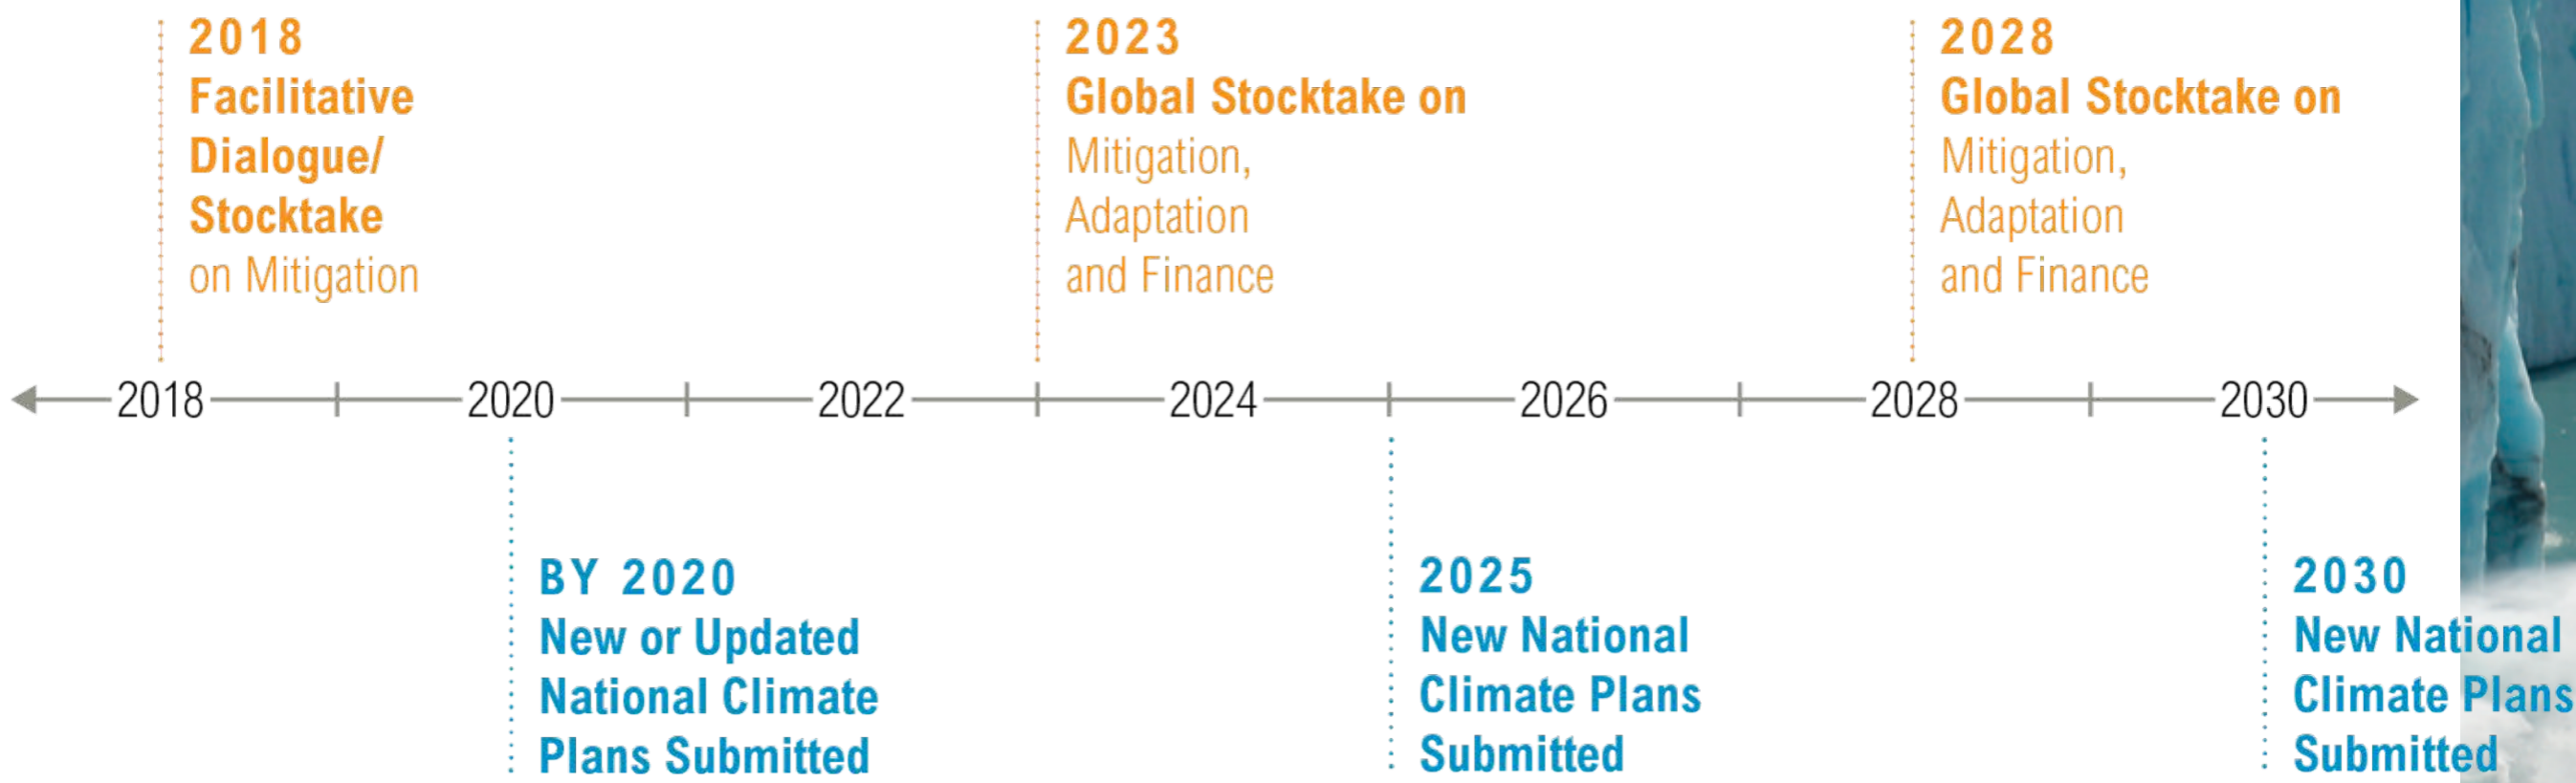 2018
Facilitative
Dialogue/
Stocktake
on Mitigation
2023
Global Stocktake on
Mitigation,
Adaptation
and Finance
2028
Global Stocktake on
Mitigation,
Adaptation
and Finance
2018 2020 2022 2024 2026 2028 2030
BY 2020
New or Updated
National Climate
Plans Submitted
2025
New National
Climate Plans
Submitted
2030
New National
Climate Plans
Submitted